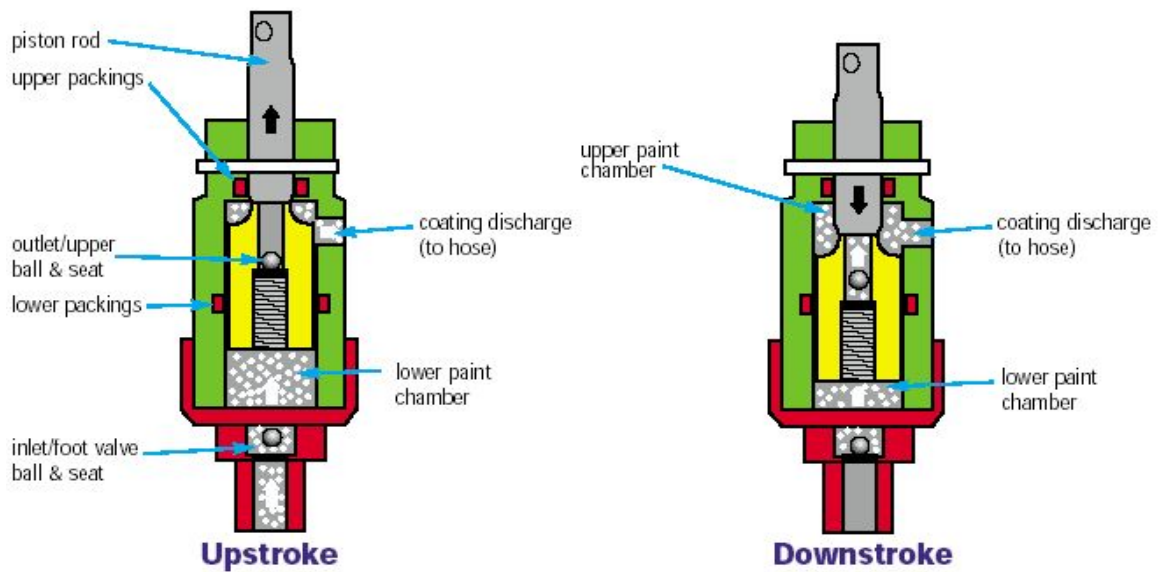 piston rod
upper packings
outlet/upper
ball & seat
lower packings
inlet/foot valve
ball & seat
coating discharge
(to hose)
lower paint
chamber
Upstroke
upper paint
chamber
coating discharge
(to hose)
lower paint
chamber
Downstroke